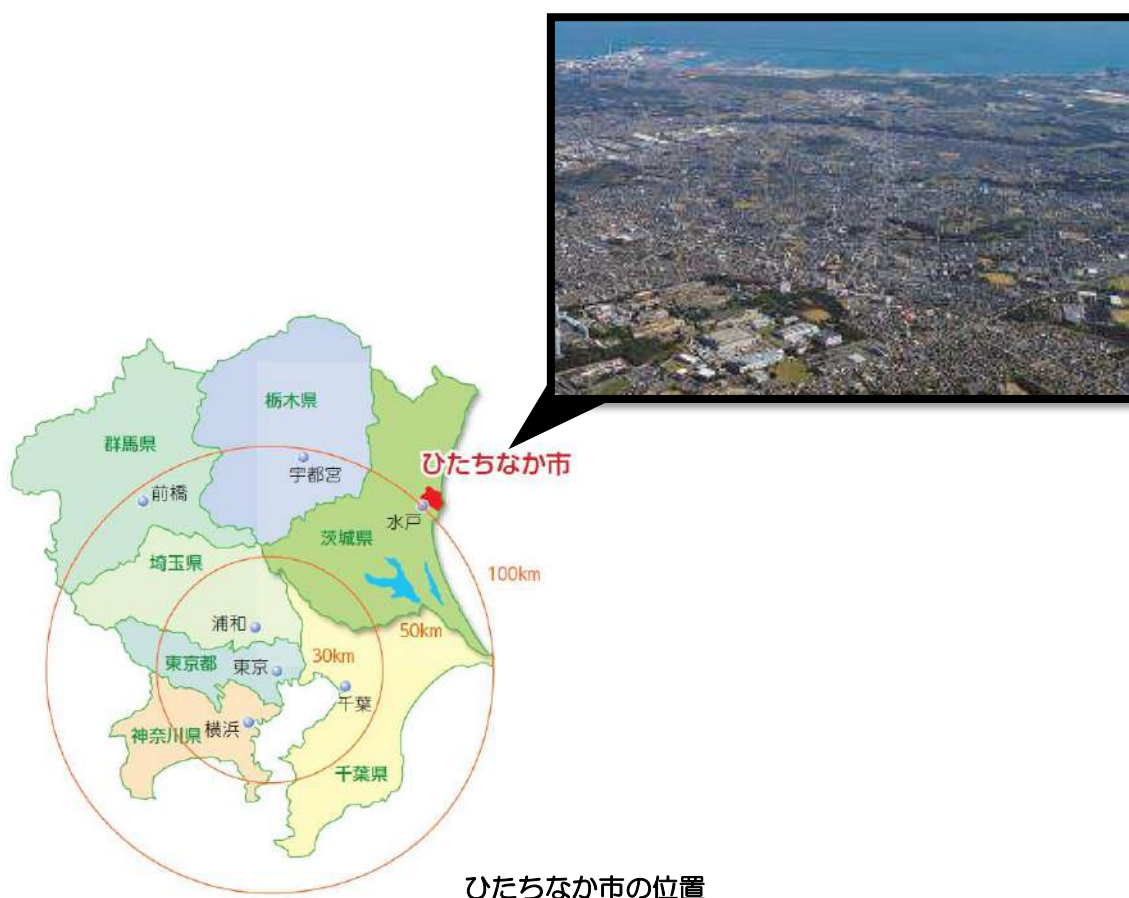 栃木県
群馬県
宇都宮
ひたちなか市
前橋
水戸
茨城県
埼玉県
100km
浦和
50km
30km
東京都
東京
千葉
神奈川県
横浜
千葉県
ひたちなか市の位置